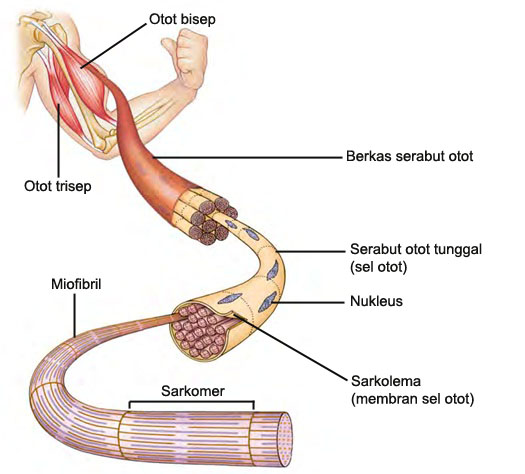 Otot bisep
Berkas serabut otot
Otot trisep
Serabut otot tunggal
(sel otot)
Miofibril
Nukleus
Sarkolema
(membran sel otot)
Sarkomer